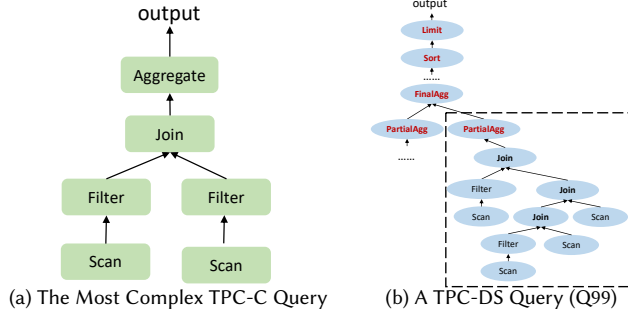 output
Aggregate
Join
Filter Filter
Scan Scan
(a) The Most Complex TPC-C Query
output
Limit
Sort
......
FinalAgg
PartialAgg PartialAgg
......
Join
Filter Join
Scan Join Scan
Filter Scan
Scan
(b) A TPC-DS Query (Q99)